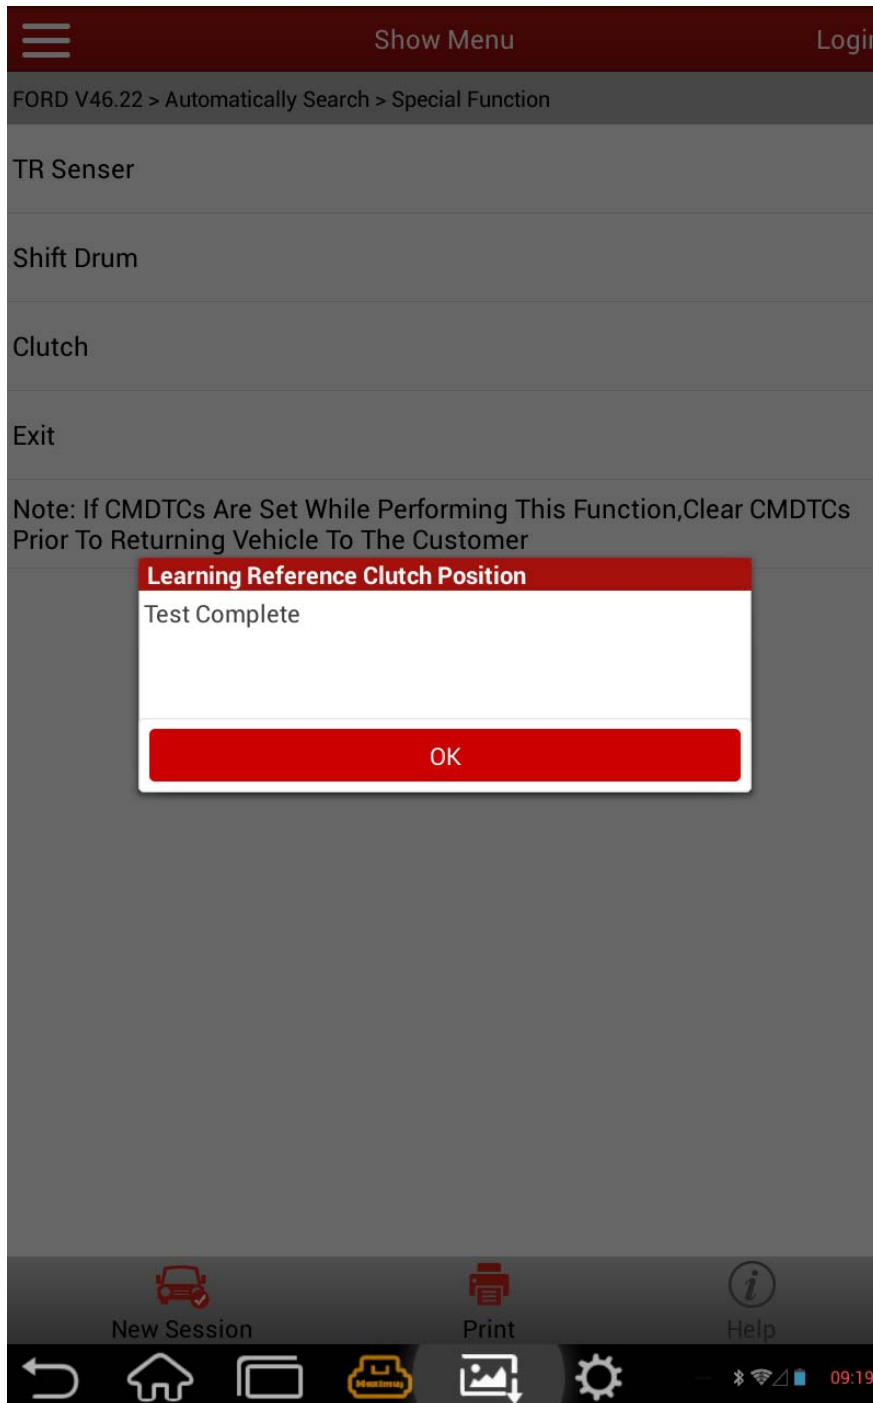 Show Menu
Login
FORD V46.22 > Automatically Search > Special Function
TR Senser
Shift Drum
Clutch
Exit
Note: If CMDTCs Are Set While Performing This Function,Clear CMDTCs
Prior To Returning Vehicle To The Customer
Learning Reference Clutch Position
Test Complete
OK
New Session
Print
Help
09:19